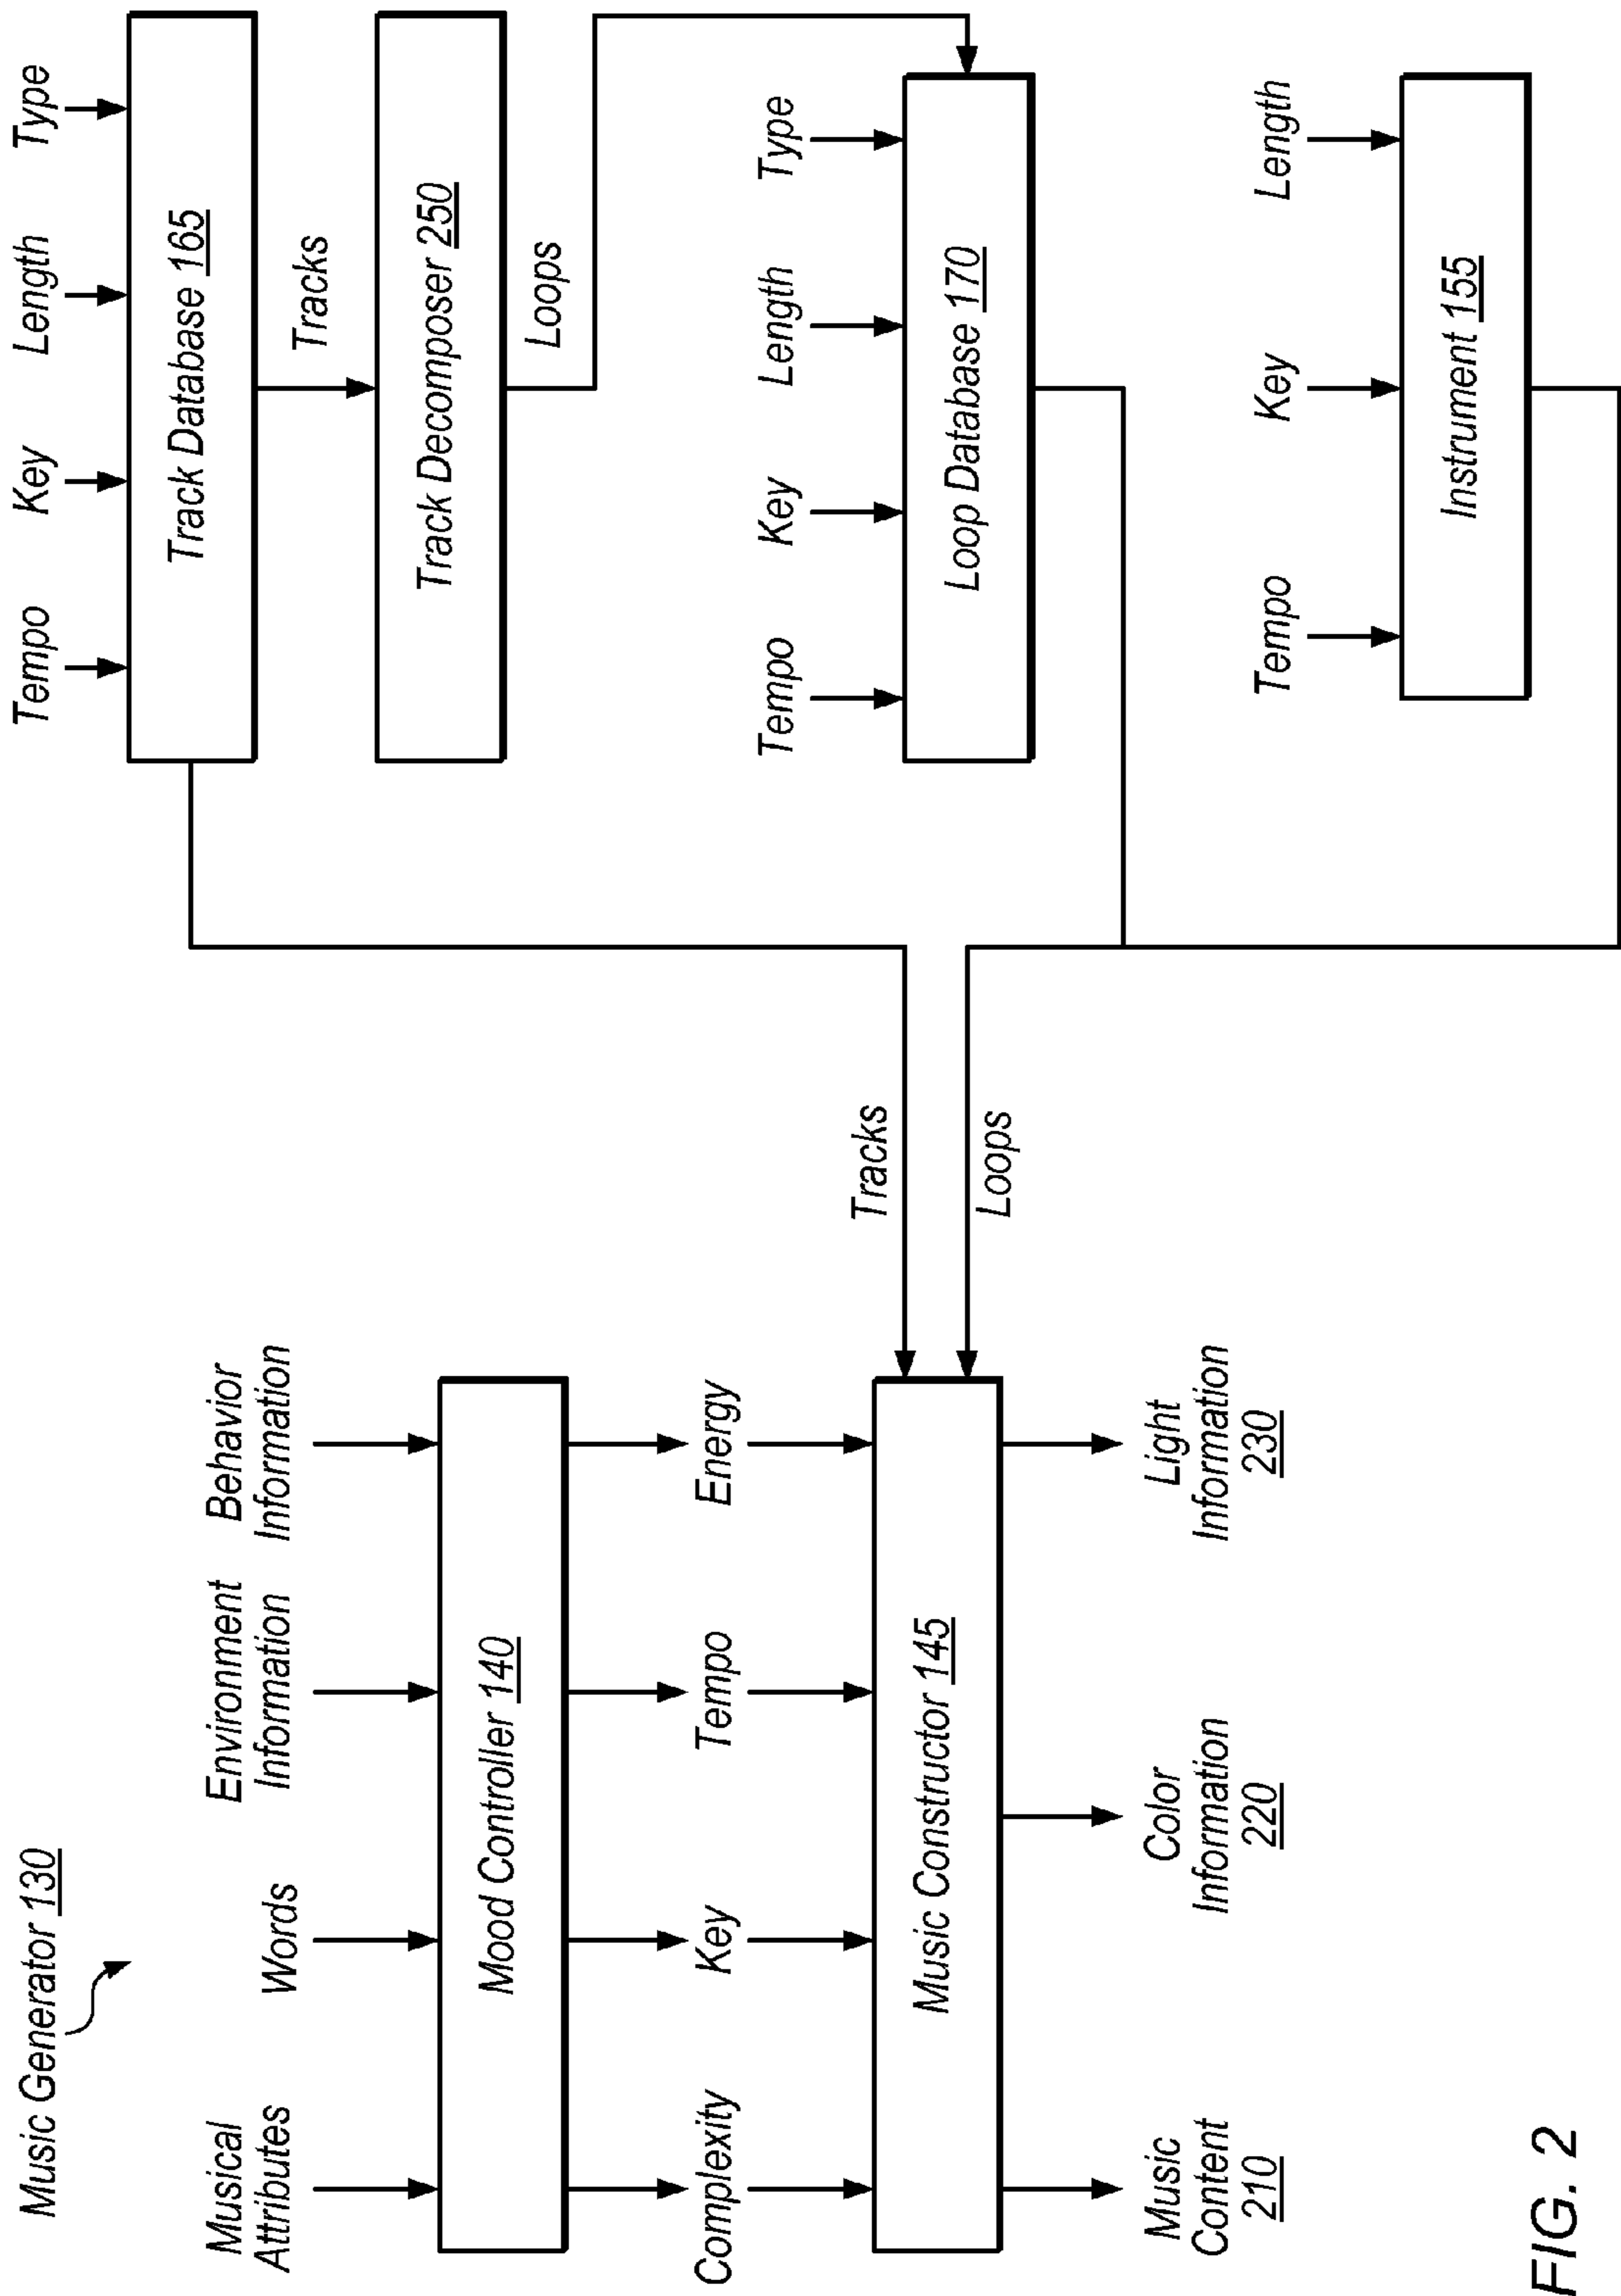 Music Generator 130
Musical
Attributes
Words
Environment
Information
Behavior
Information
Mood Controller 140
Complexity
Key
Tempo
Energy
Music Constructor 145
Tracks
Loops
Music
Content
210
Color
Information
220
Light
Information
230
Tempo
Key
Length
Type
Track Database 165
Tracks
Track Decomposer 250
Loops
Tempo
Key
Length
Type
Loop Database 170
Tempo
Key
Length
Instrument 155
FIG. 2